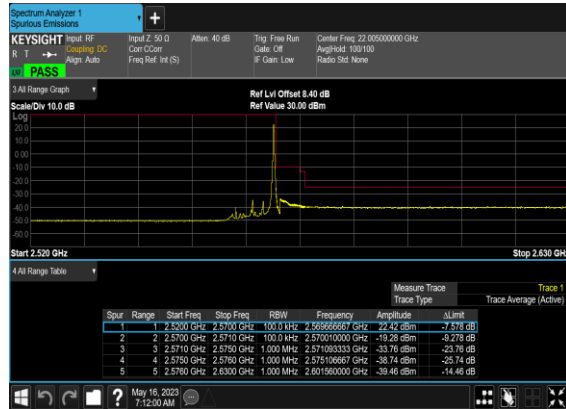 Spectrum Analyzer 1
Spurious Emissions
+
KEYSIGHT Input: RF Input Z: 50 Ω Atten: 40 dB Trig: Free Run Center Freq: 22.005000000 GHz
R T Coupling: DC Corr CCorr Gate: Off Avg|Hold: 100/100
Align: Auto Freq Ref: Int (S) IF Gain: Low Radio Std: None
PASS
3 All Range Graph
Ref Lvl Offset 8.40 dB
Scale/Div 10.0 dB Ref Value 30.00 dBm
Log
20.0
10.0
0.00
-10.0
-20.0
-30.0
-40.0
-50.0
-60.0
Start 2.520 GHz Stop 2.630 GH
4 All Range Table
Measure Trace Trace 1
Trace Type Trace Average (Active)
Spur Range Start Freq Stop Freq RBW Frequency Amplitude ΔLimit
1 1 2.5200 GHz 2.5700 GHz 100.0 kHz 2.569666667 GHz 22.42 dBm -7.578 dB
2 2 2.5700 GHz 2.5710 GHz 100.0 kHz 2.570010000 GHz -19.28 dBm -9.278 dB
3 3 2.5710 GHz 2.5750 GHz 1.000 MHz 2.571093333 GHz -33.76 dBm -23.76 dB
4 4 2.5750 GHz 2.5760 GHz 1.000 MHz 2.575106667 GHz -38.74 dBm -25.74 dB
5 5 2.5760 GHz 2.6300 GHz 1.000 MHz 2.601560000 GHz -39.46 dBm -14.46 dB
?
May 16, 2023
7:12:00 AM